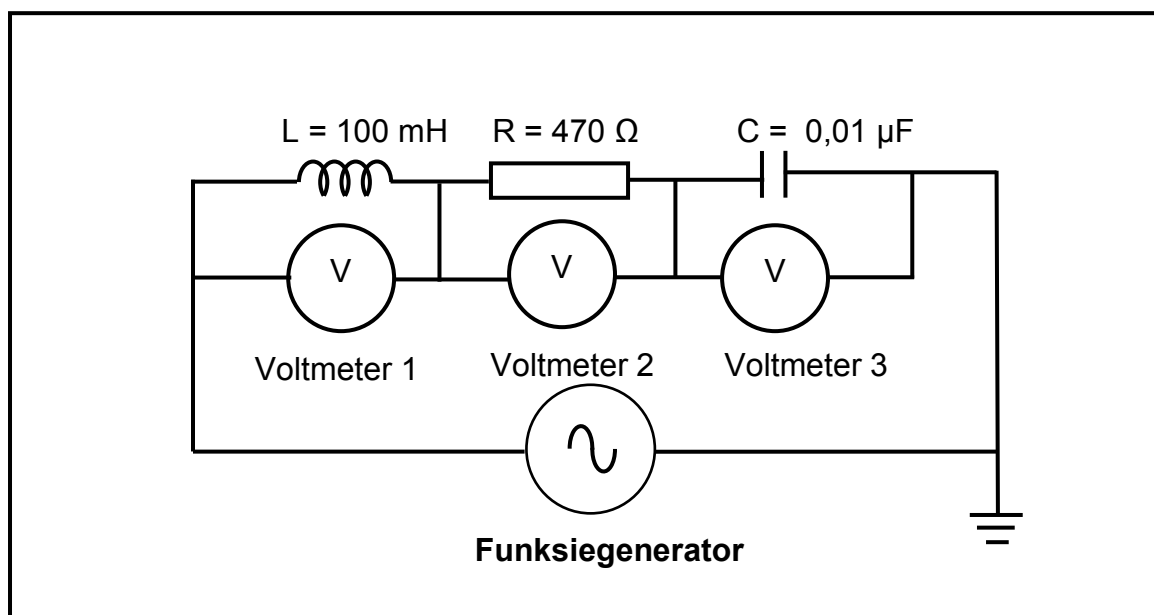 L = 100 mH R = 470 Ω C = 0,01 µF
V V V
Voltmeter 1 Voltmeter 2 Voltmeter 3
Funksiegenerator